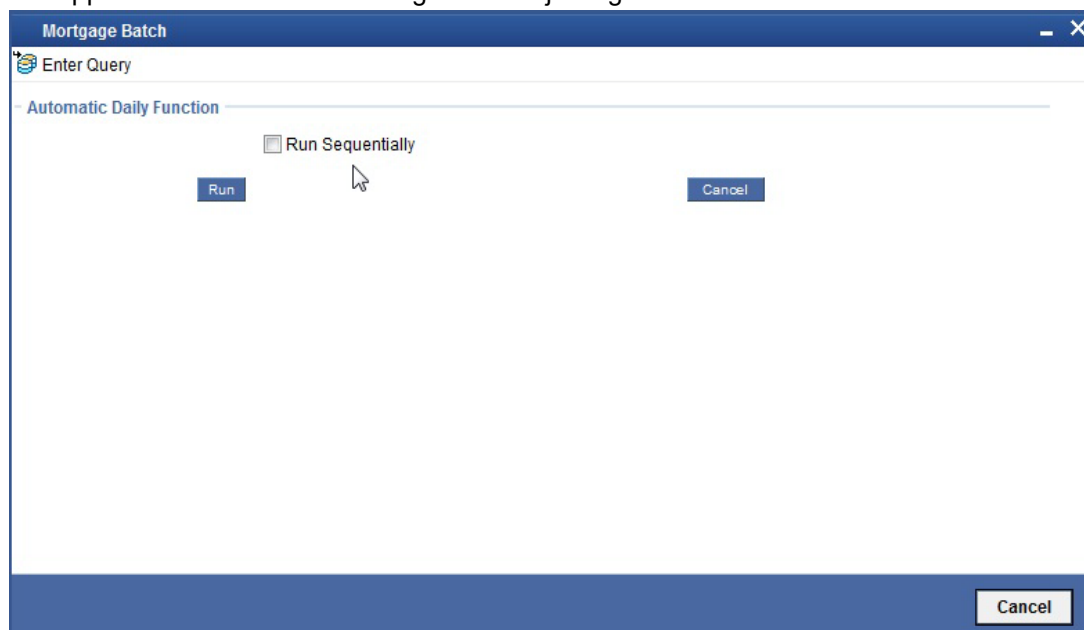 Mortgage Batch
Enter Query
Automatic Daily Function
Run Sequentially
Run Cancel
Cancel